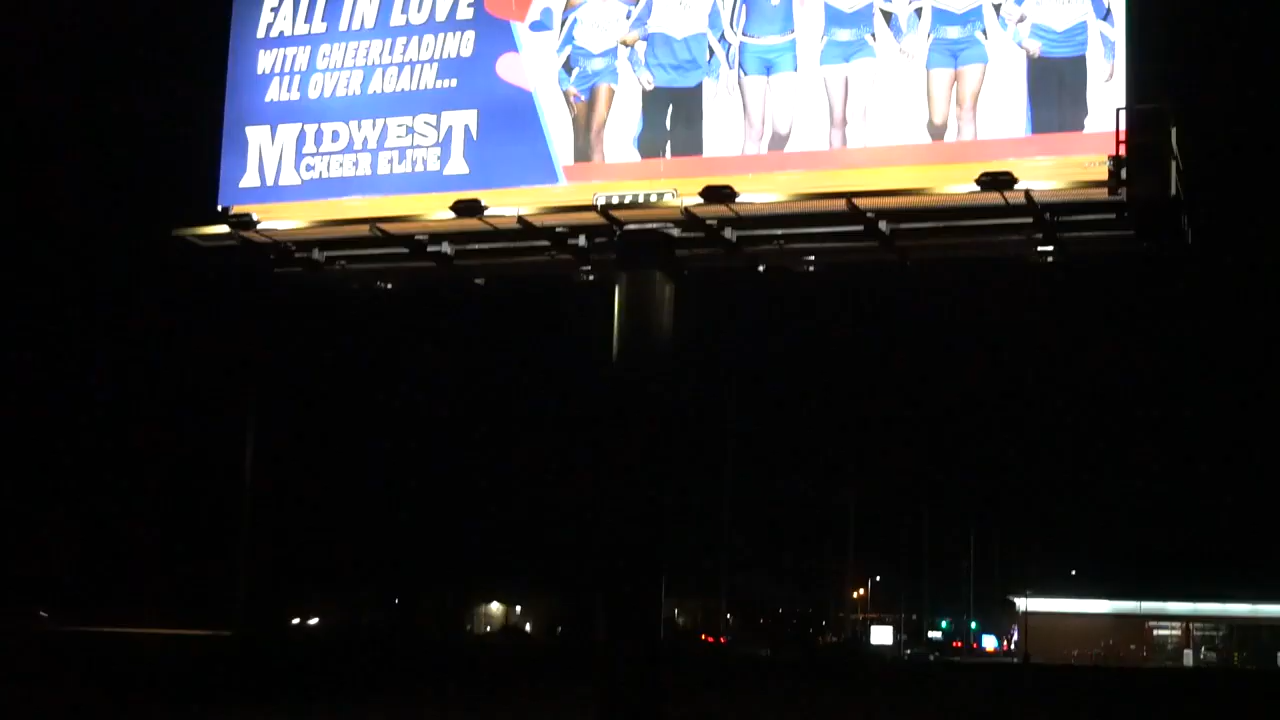 FALL IN LOVE
WITH CHEERLEADING
ALL OVER AGAIN...
MIDWEST
CHEER ELITE